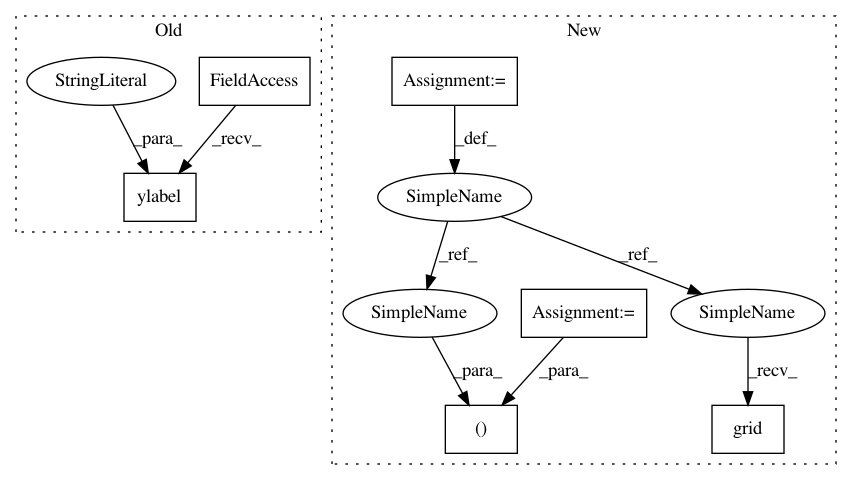 Old
New
StringLiteral
FieldAccess
Assignment:=
_para_
_recv_
_def_
ylabel
SimpleName
_ref_
_ref_
SimpleName
Assignment:=
SimpleName
_para_
_para_
_recv_
()
grid